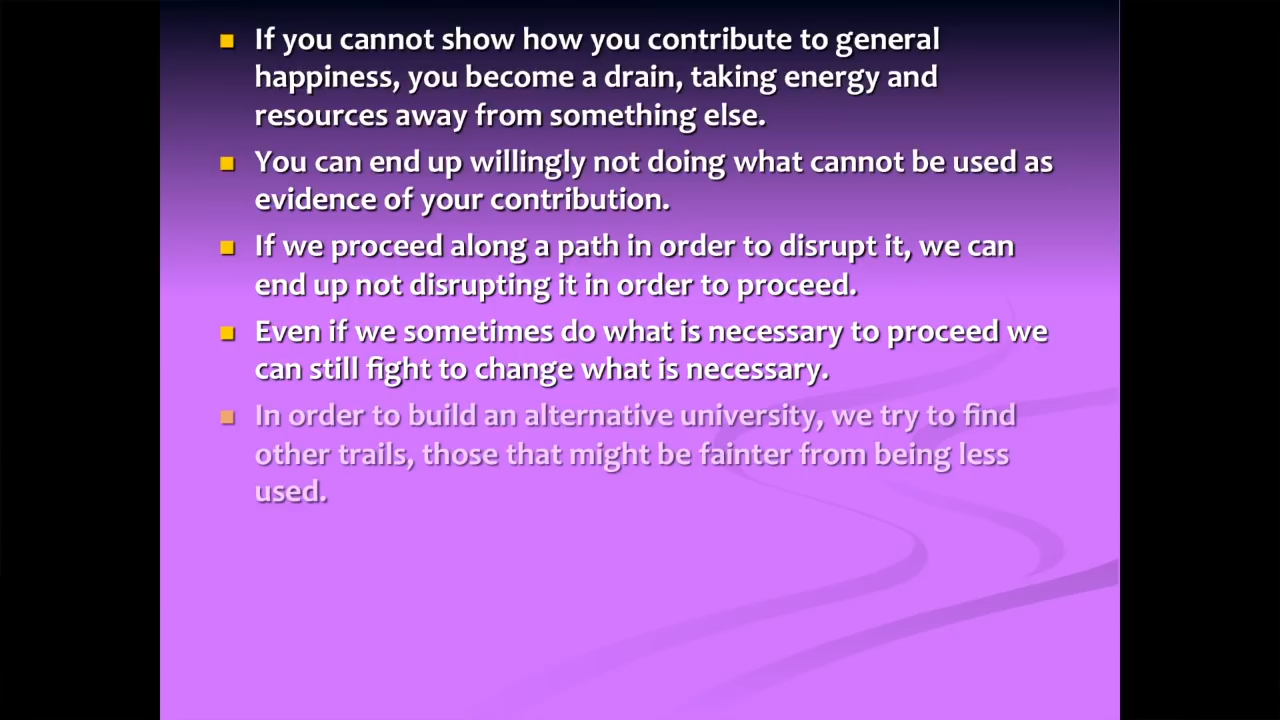 If you cannot show how you contribute to general
happiness, you become a drain, taking energy and
resources away from something else.
You can end up willingly not doing what cannot be used as
evidence of your contribution.
If we proceed along a path in order to disrupt it, we can
end up not disrupting it in order to proceed.
Even if we sometimes do what is necessary to proceed we
can still fight to change what is necessary.
In order to build an alternative university, we try to find
other trails, those that might be fainter from being less
used.